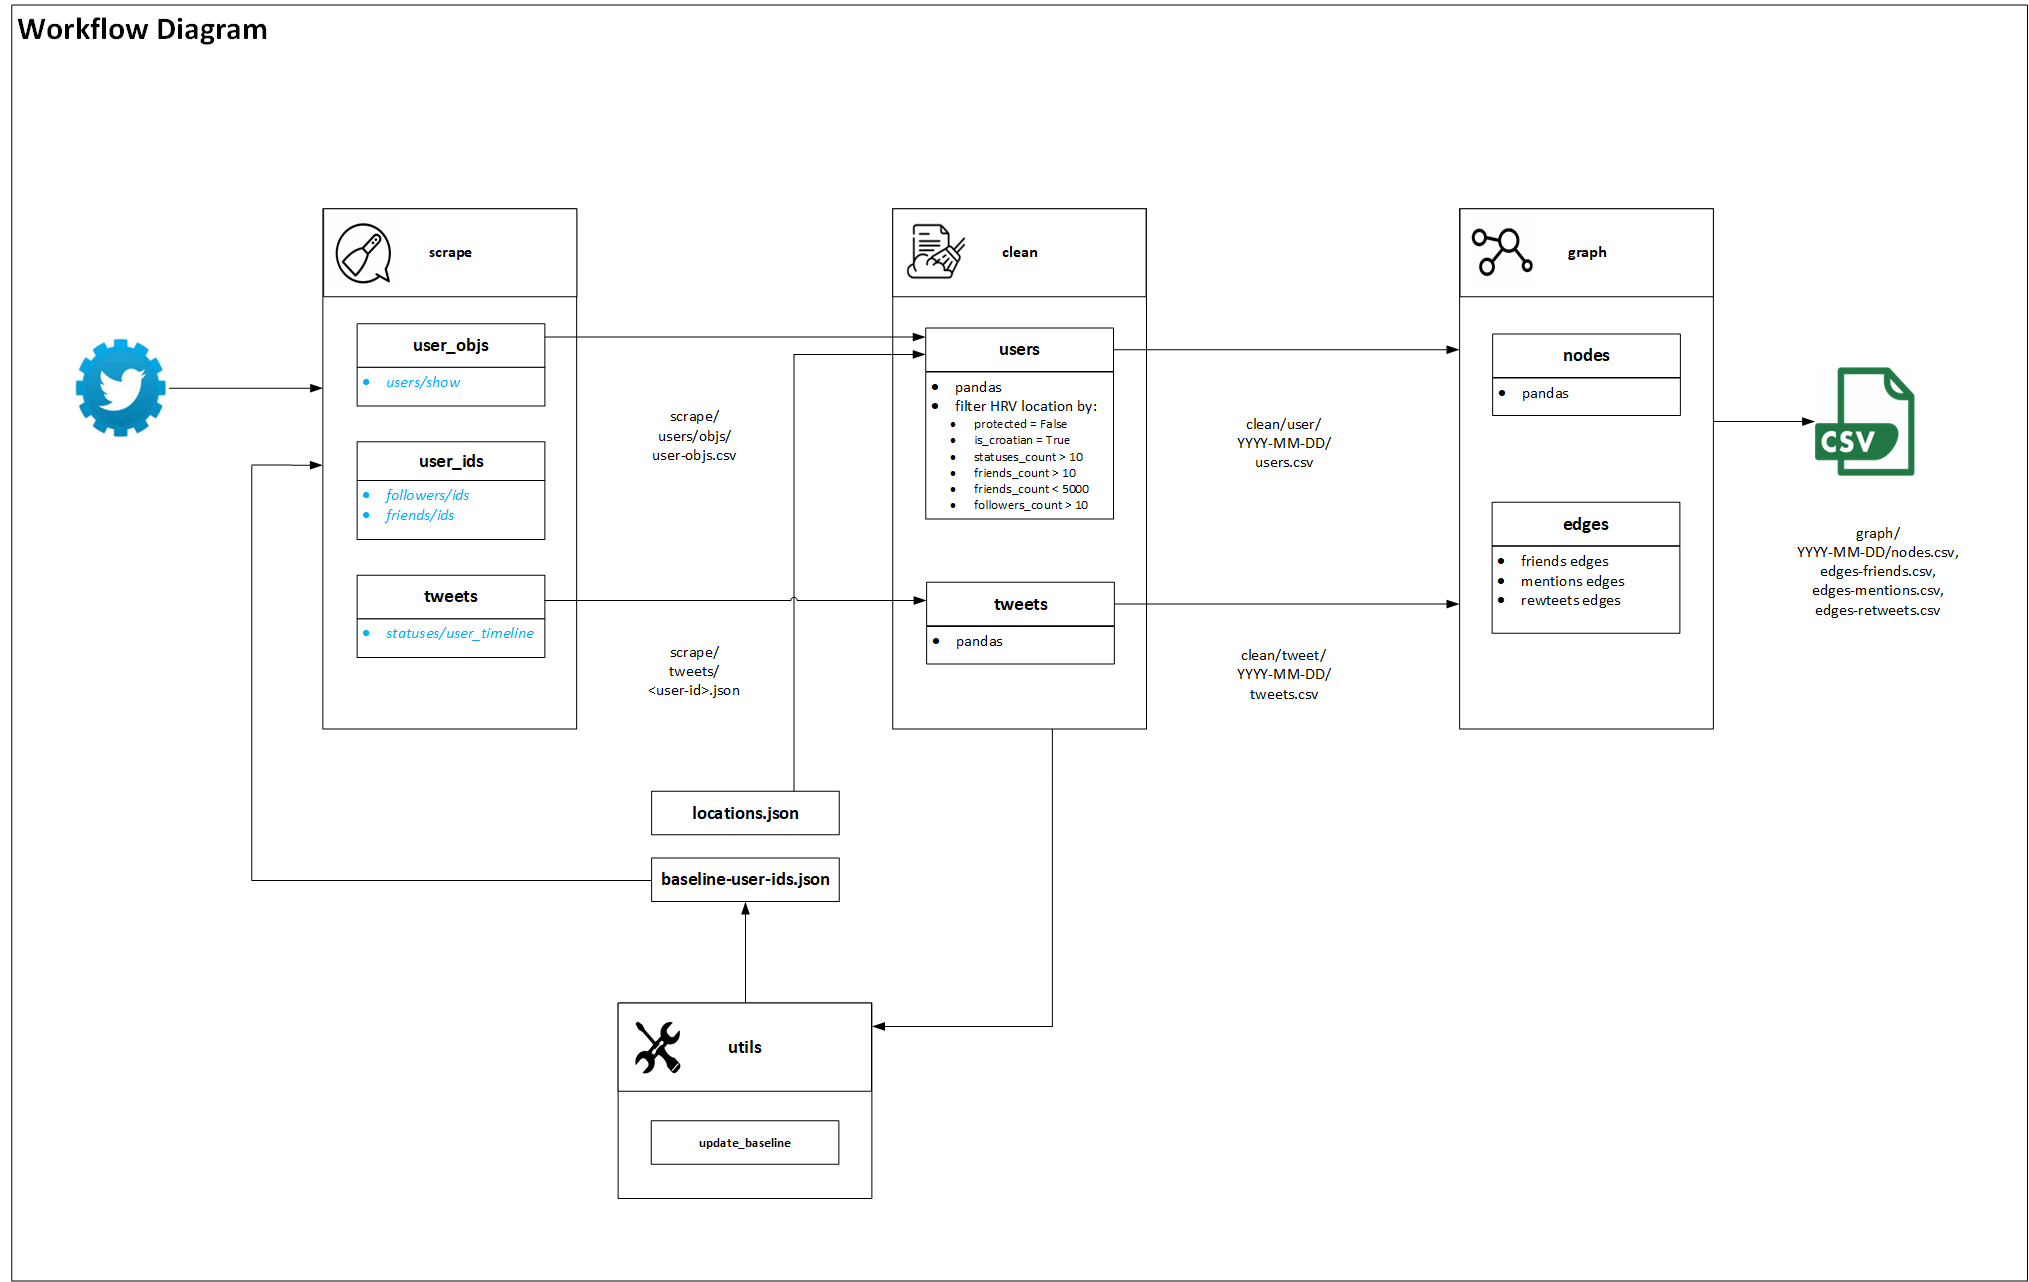 Workflow Diagram
scrape
user_objs
users/show
user_ids
followers/ids
friends/ids
tweets
statuses/user_timeline
scrape/
users/objs/
user-objs.csv
scrape/
tweets/
<user-id>.json
clean
users
pandas
filter HRV location by:
protected = False
is_croatian = True
statuses_count > 10
friends_count > 10
friends_count < 5000
followers_count > 10
tweets
pandas
clean/user/
YYYY-MM-DD/
users.csv
clean/tweet/
YYYY-MM-DD/
tweets.csv
graph
nodes
pandas
edges
friends edges
mentions edges
rewteets edges
CSV
graph/
YYYY-MM-DD/nodes.csv,
edges-friends.csv,
edges-mentions.csv,
edges-retweets.csv
locations.json
baseline-user-ids.json
utils
update_baseline